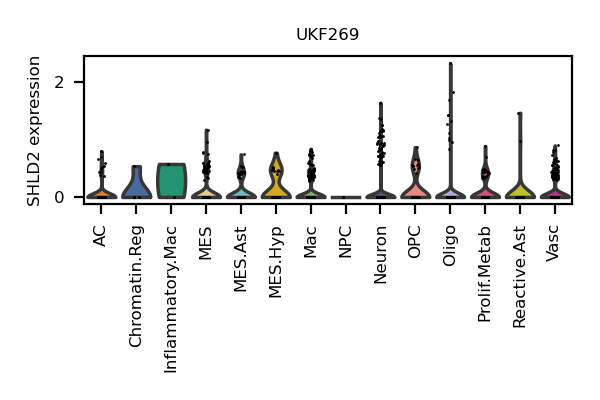 UKF269
SHLD2 expression
2
0
AC
Chromatin.Reg
Inflammatory.Mac
MES
MES.Ast
MES.Hyp
Mac
NPC
Neuron
OPC
Oligo
Prolif.Metab
Reactive.Ast
Vasc